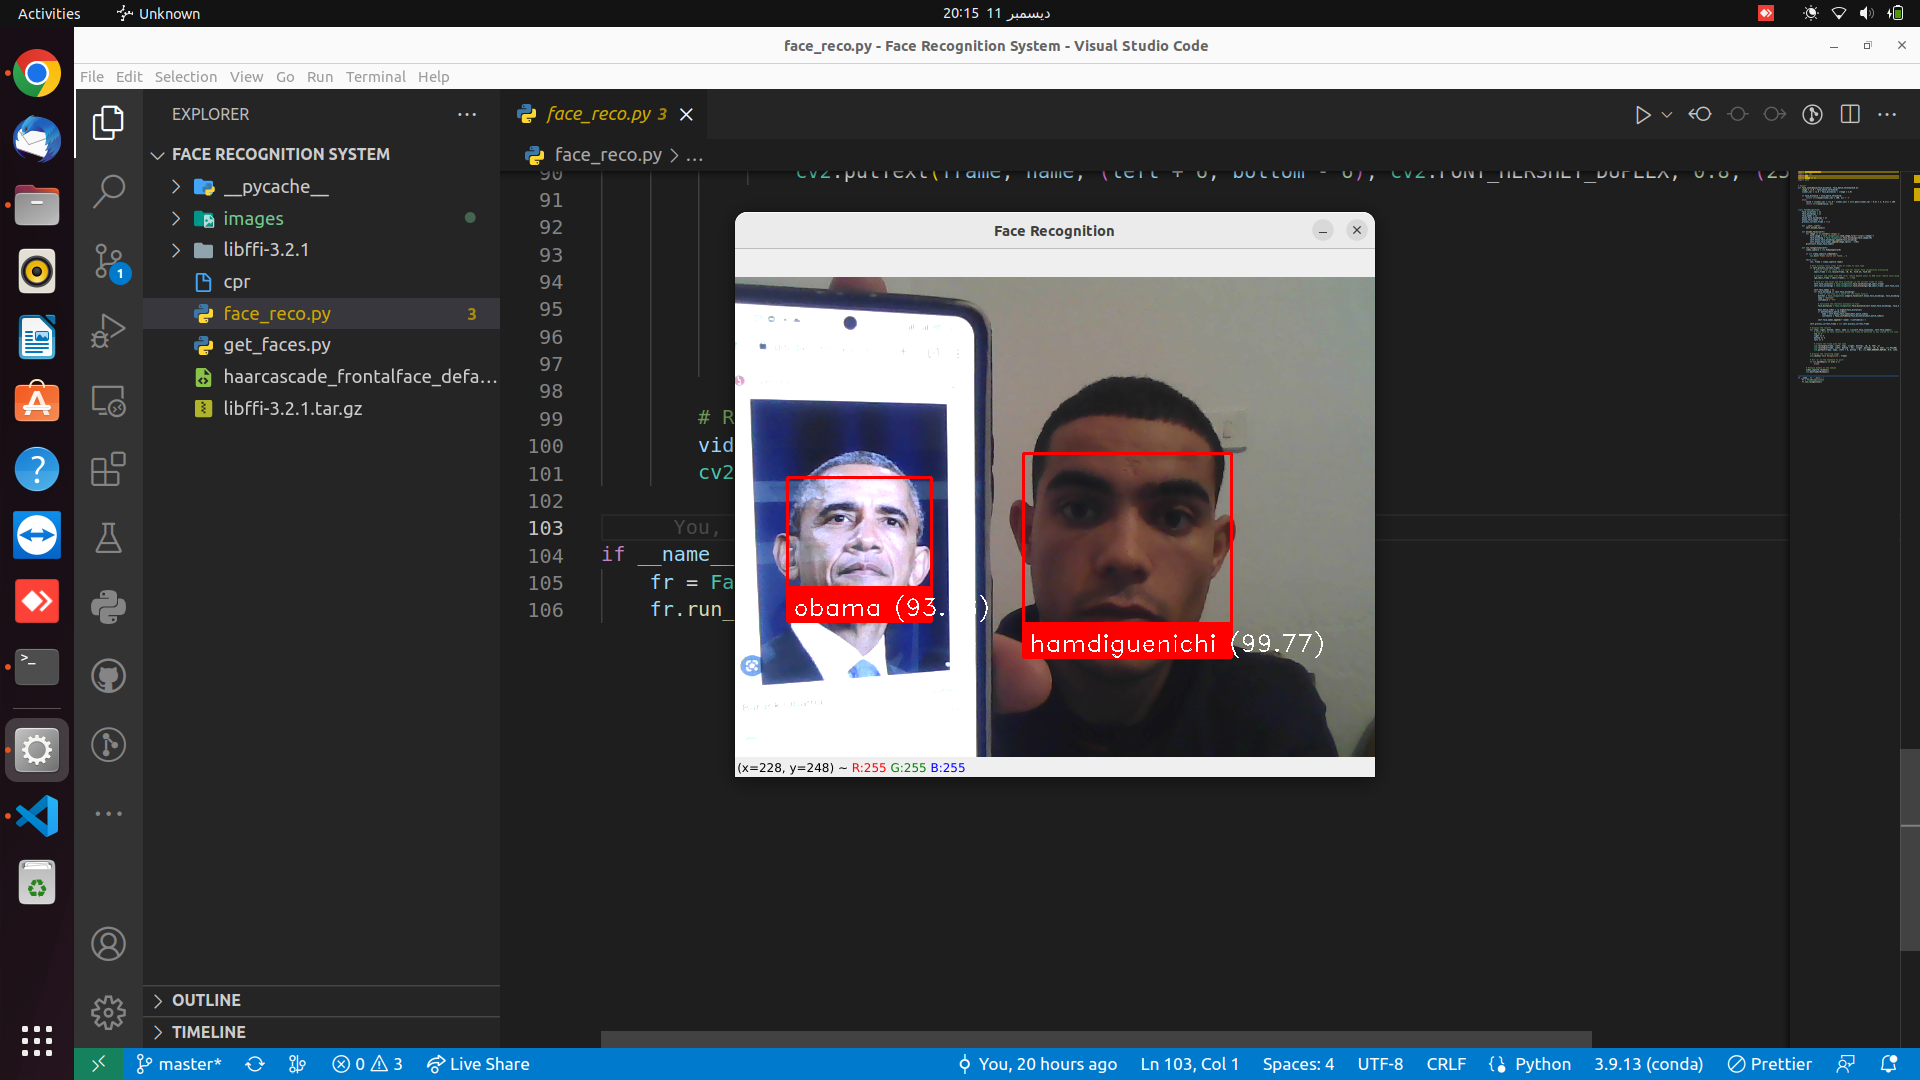 Activities
Unknown
20:15 11 ديسمبر
face_reco.py - Face Recognition System - Visual Studio Code
File Edit Selection View Go Run Terminal Help
EXPLORER
FACE RECOGNITION SYSTEM
__pycache__
images
libffi-3.2.1
cpr
face_reco.py 3
get_faces.py
haarcascade_frontalface_defa...
libffi-3.2.1.tar.gz
OUTLINE
TIMELINE
1
face_reco.py 3
face_reco.py > ...
90 cv2.putText(frame, name, (left + 6, bottom - 6), cv2.FONT_HERSHEY_DUPLEX, 0.8, (25
91
92
93
94
95
96
97
98
99 # R
100 vid
101 cv2
102
103 You,
104 if __name__
105 fr = Fa
106 fr.run_
Face Recognition
obama (93.
hamdiguenichi (99.77)
(x=228, y=248) ~ R:255 G:255 B:255
master* 0 3 Live Share
You, 20 hours ago Ln 103, Col 1 Spaces: 4 UTF-8 CRLF Python 3.9.13 (conda) Prettier